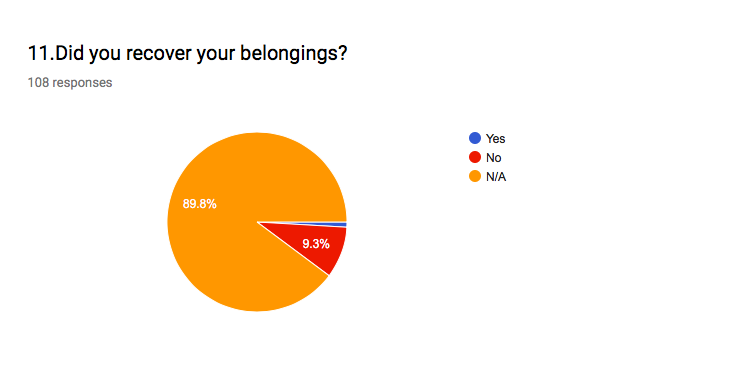 11.Did you recover your belongings?
108 responses
Yes
No
N/A
89.8%
9.3%